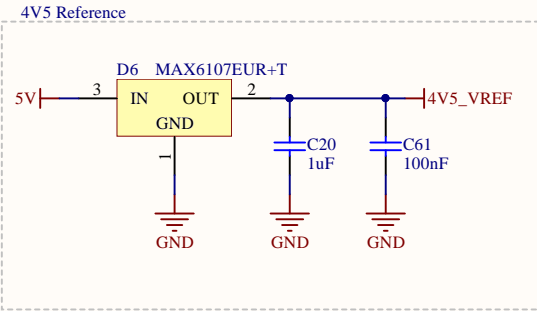 4V5 Reference
D6 MAX6107EUR+T
5V 3 IN OUT 2 4V5_VREF
GND
1
C20
1uF
C61
100nF
GND GND GND